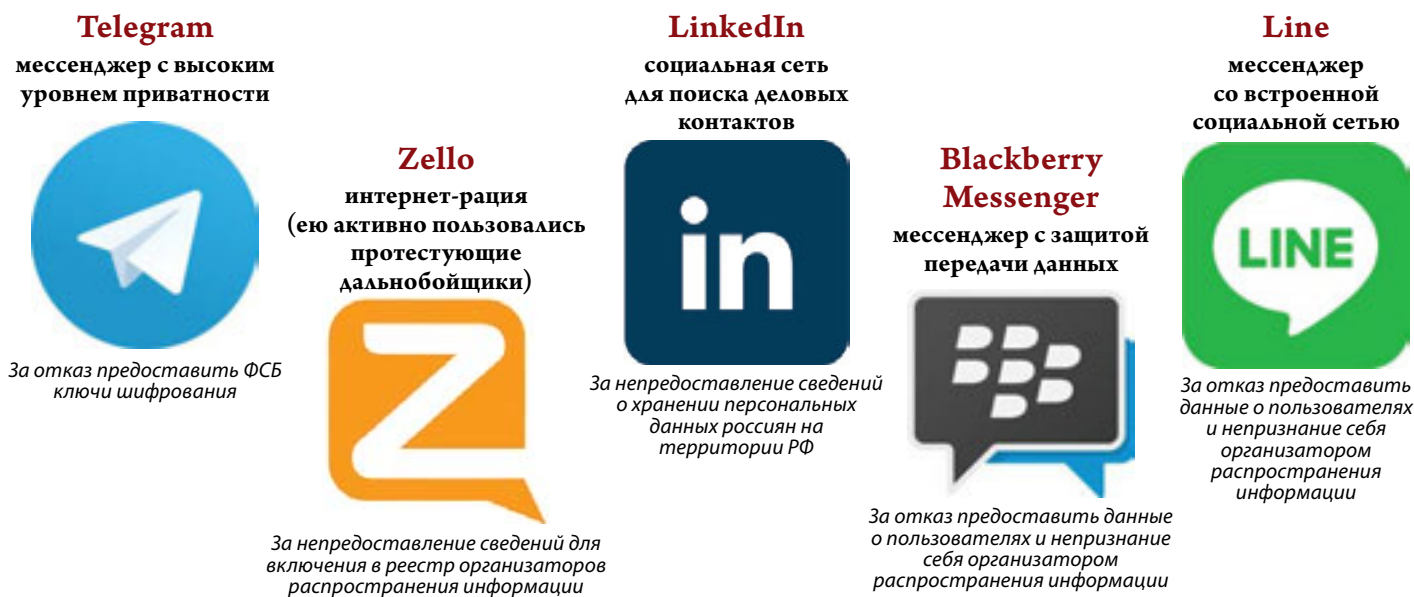 Telegram
мессенджер с высоким
уровнем приватности
За отказ предоставить ФСБ
ключи шифрования
Zello
интернет-рация
(ею активно пользовались
протестующие
дальнобойщики)
За непредоставление сведений для
включения в реестр организаторов
распространения информации
LinkedIn
социальная сеть
для поиска деловых
контактов
in
За непредоставление сведений
о хранении персональных
данных россиян на
территории РФ
Blackberry
Messenger
мессенджер с защитой
передачи данных
За отказ предоставить данные
о пользователях и непризнание
себя организатором
распространения информации
Line
мессенджер
со встроенной
социальной сетью
LINE
За отказ предоставить
данные о пользователях
и непризнание себя
организатором
распространения
информации